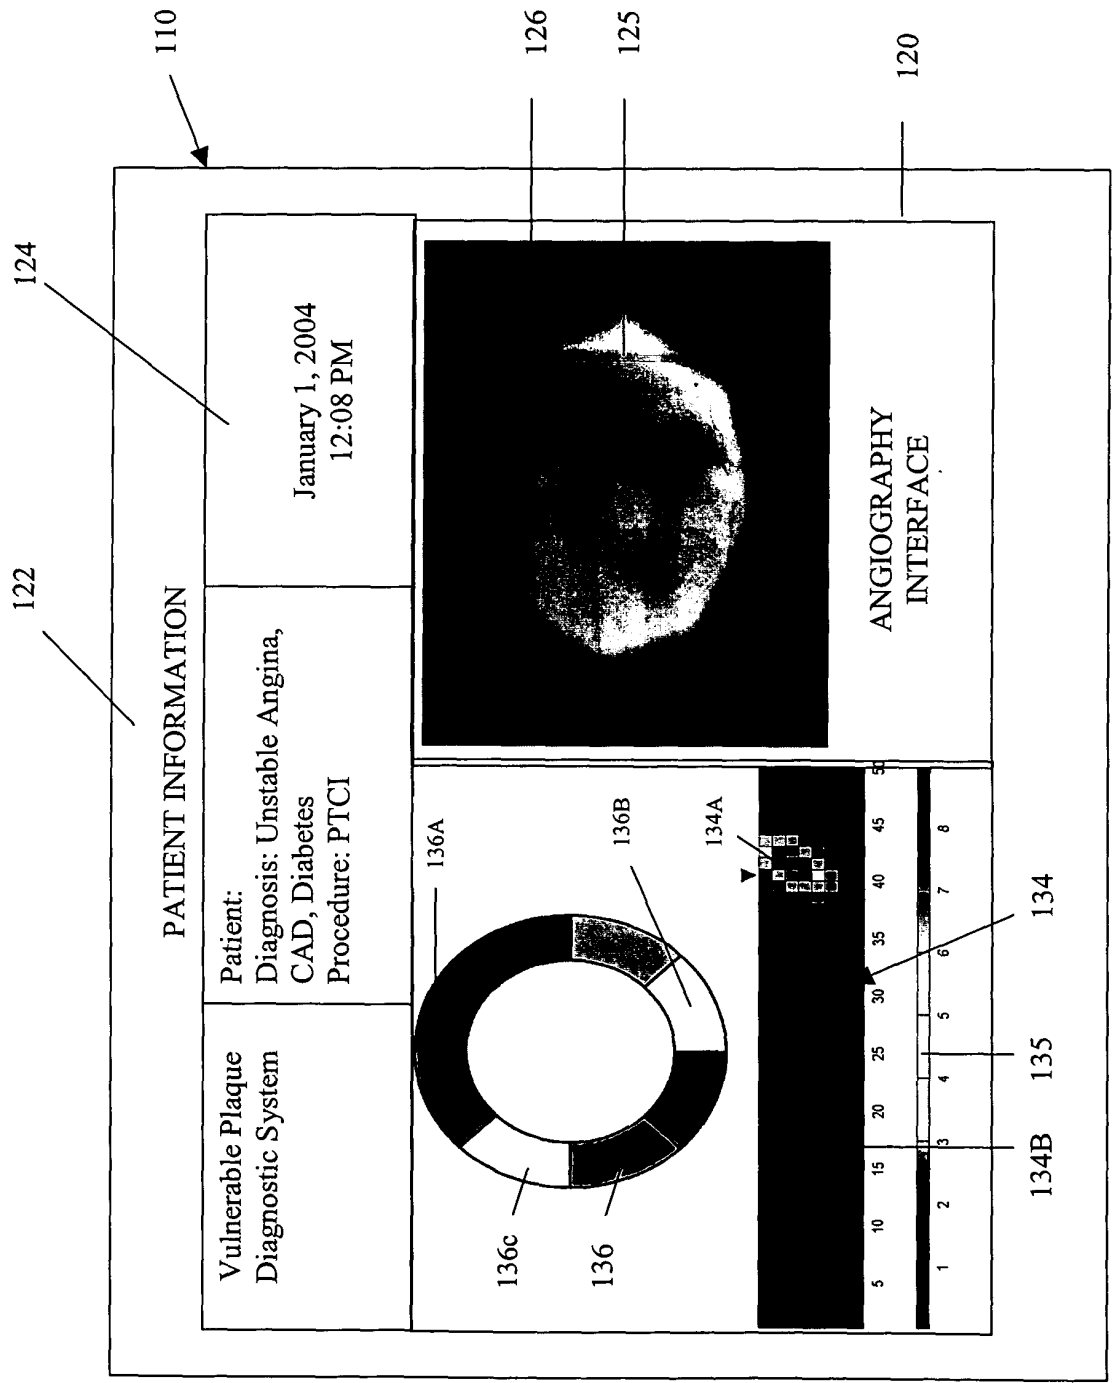 110
124
122
PATIENT INFORMATION
Vulnerable Plaque
Diagnostic System
Patient:
Diagnosis: Unstable Angina,
CAD, Diabetes
Procedure: PTCI
January 1, 2004
12:08 PM
126
125
120
136A
136B
136c
136
134A
5 10 15 20 25 30 35 40 45 50
1 2 3 4 5 6 7 8
ANGIOGRAPHY
INTERFACE
134B
135
134